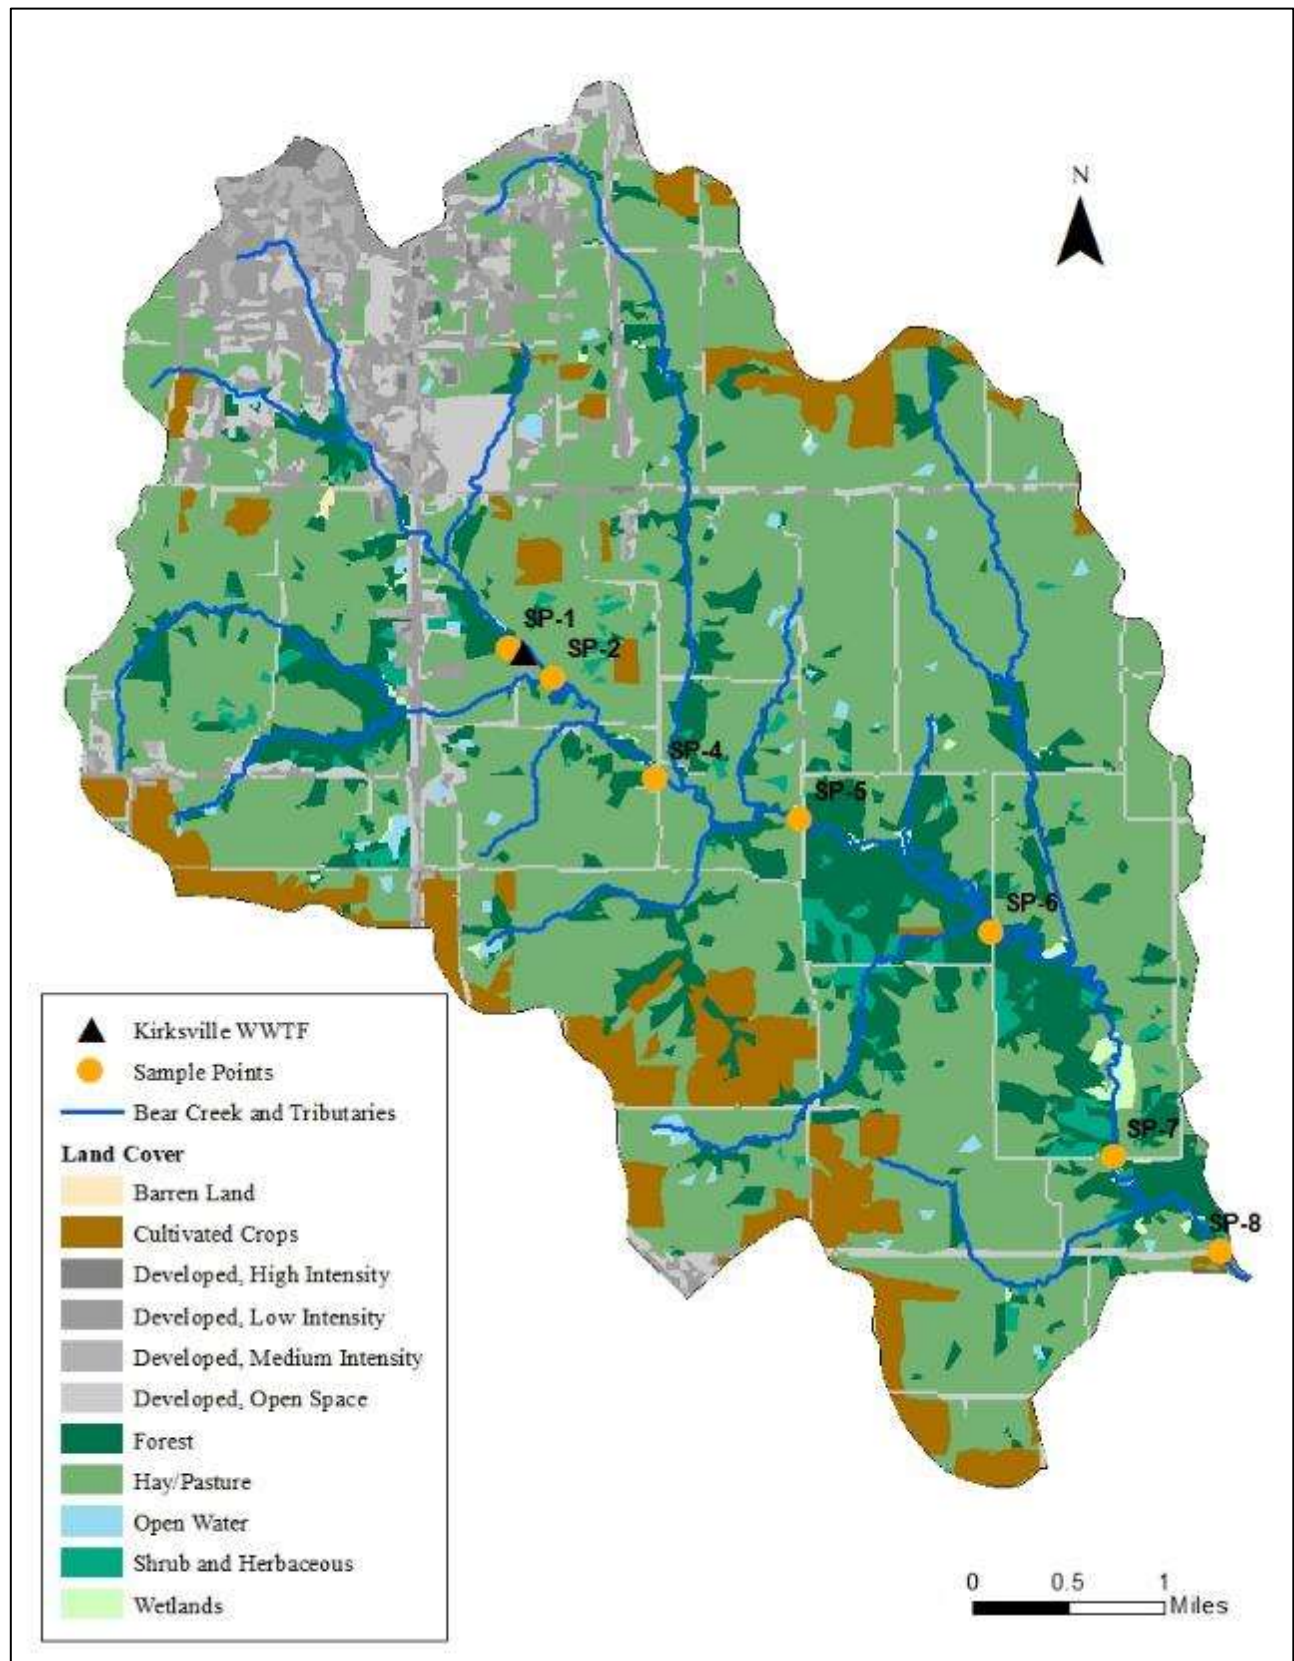 N
SP-1
SP-2
SP-4
SP-5
SP-6
SP-7
SP-8
Kirksville WWTF
Sample Points
Bear Creek and Tributaries
Land Cover
Barren Land
Cultivated Crops
Developed, High Intensity
Developed, Low Intensity
Developed, Medium Intensity
Developed, Open Space
Forest
Hay/Pasture
Open Water
Shrub and Herbaceous
Wetlands
0 0.5 1
Miles